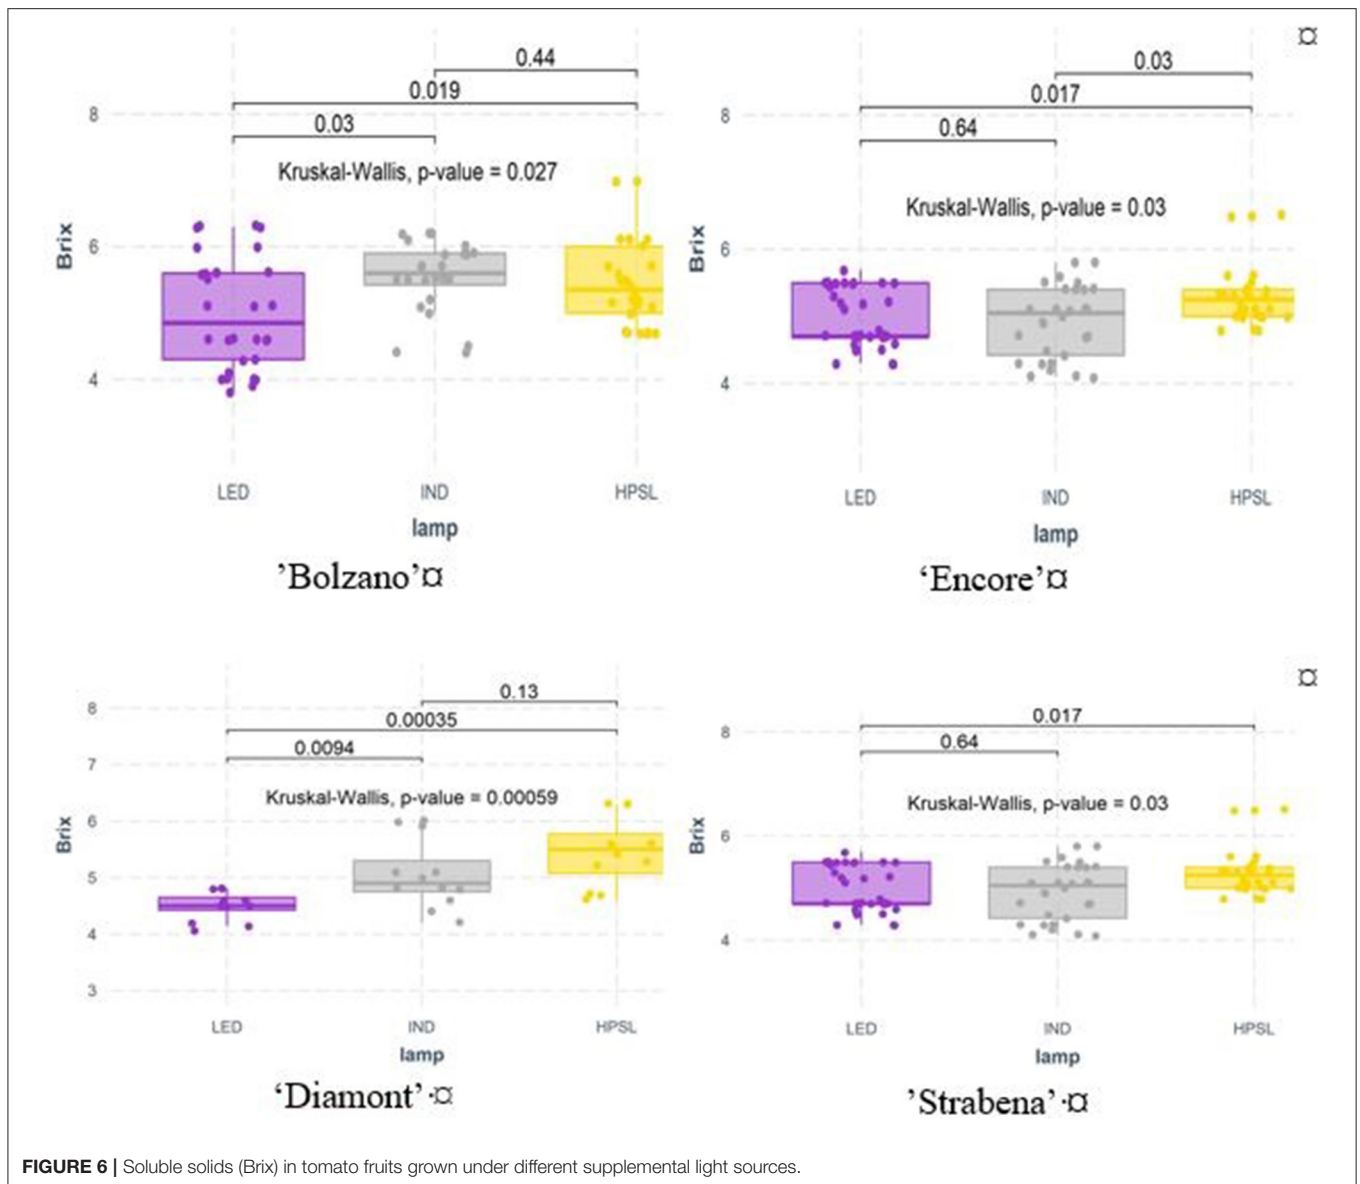 ¤
0.44
0.019
0.03
Kruskal-Wallis, p-value = 0.027
8
6
4
Brix
LED IND HPSL
lamp
’Bolzano’¤
0.03
0.017
0.64
Kruskal-Wallis, p-value = 0.03
8
6
4
Brix
LED IND HPSL
lamp
‘Encore’¤
0.13
0.00035
0.0094
Kruskal-Wallis, p-value = 0.00059
8
7
6
5
4
3
Brix
LED IND HPSL
lamp
‘Diamont’·¤
¤
0.017
0.64
Kruskal-Wallis, p-value = 0.03
8
6
4
Brix
LED IND HPSL
lamp
’Strabena’·¤
FIGURE 6 | Soluble solids (Brix) in tomato fruits grown under different supplemental light sources.